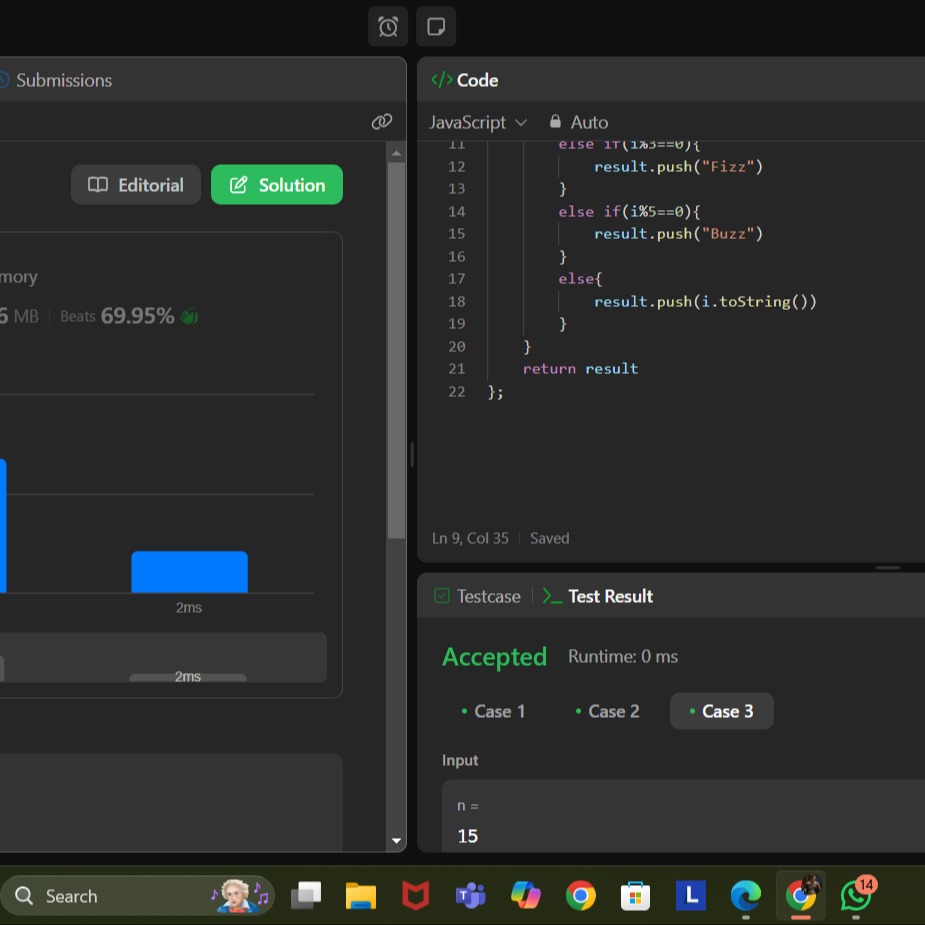 Submissions
Editorial
Solution
mory
6 MB
Beats 69.95%
2ms
2ms
Code
JavaScript
Auto
11 else if(i%3==0){
12 result.push("Fizz")
13 }
14 else if(i%5==0){
15 result.push("Buzz")
16 }
17 else{
18 result.push(i.toString())
19 }
20 }
21 return result
22 };
Ln 9, Col 35
Saved
Testcase
>_ Test Result
Accepted
Runtime: 0 ms
Case 1
Case 2
Case 3
Input
n =
15
Search
T
L
14